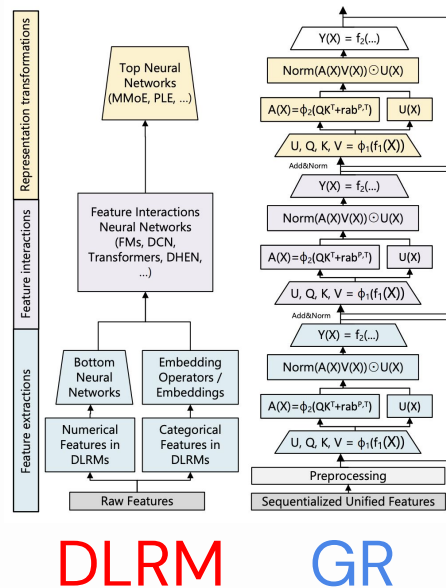 Representation transformations
Feature interactions
Feature extractions
Top Neural
Networks
(MMoE, PLE, ...)
Feature Interactions
Neural Networks
(FMs, DCN,
Transformers, DHEN,
...)
Bottom
Neural
Networks
Embedding
Operators /
Embeddings
Numerical
Features in
DLRMs
Categorical
Features in
DLRMs
Raw Features
Y(X) = f₂(...)
Norm(A(X)V(X))⊙U(X)
A(X)=ϕ₂(QKᵀ+rabᴾ,ᵀ)
U(X)
U, Q, K, V = ϕ₁(f₁(X))
Add&Norm
Y(X) = f₂(...)
Norm(A(X)V(X))⊙U(X)
A(X)=ϕ₂(QKᵀ+rabᴾ,ᵀ)
U(X)
U, Q, K, V = ϕ₁(f₁(X))
Add&Norm
Y(X) = f₂(...)
Norm(A(X)V(X))⊙U(X)
A(X)=ϕ₂(QKᵀ+rabᴾ,ᵀ)
U(X)
U, Q, K, V = ϕ₁(f₁(X))
Preprocessing
Sequentialized Unified Features
DLRM
GR